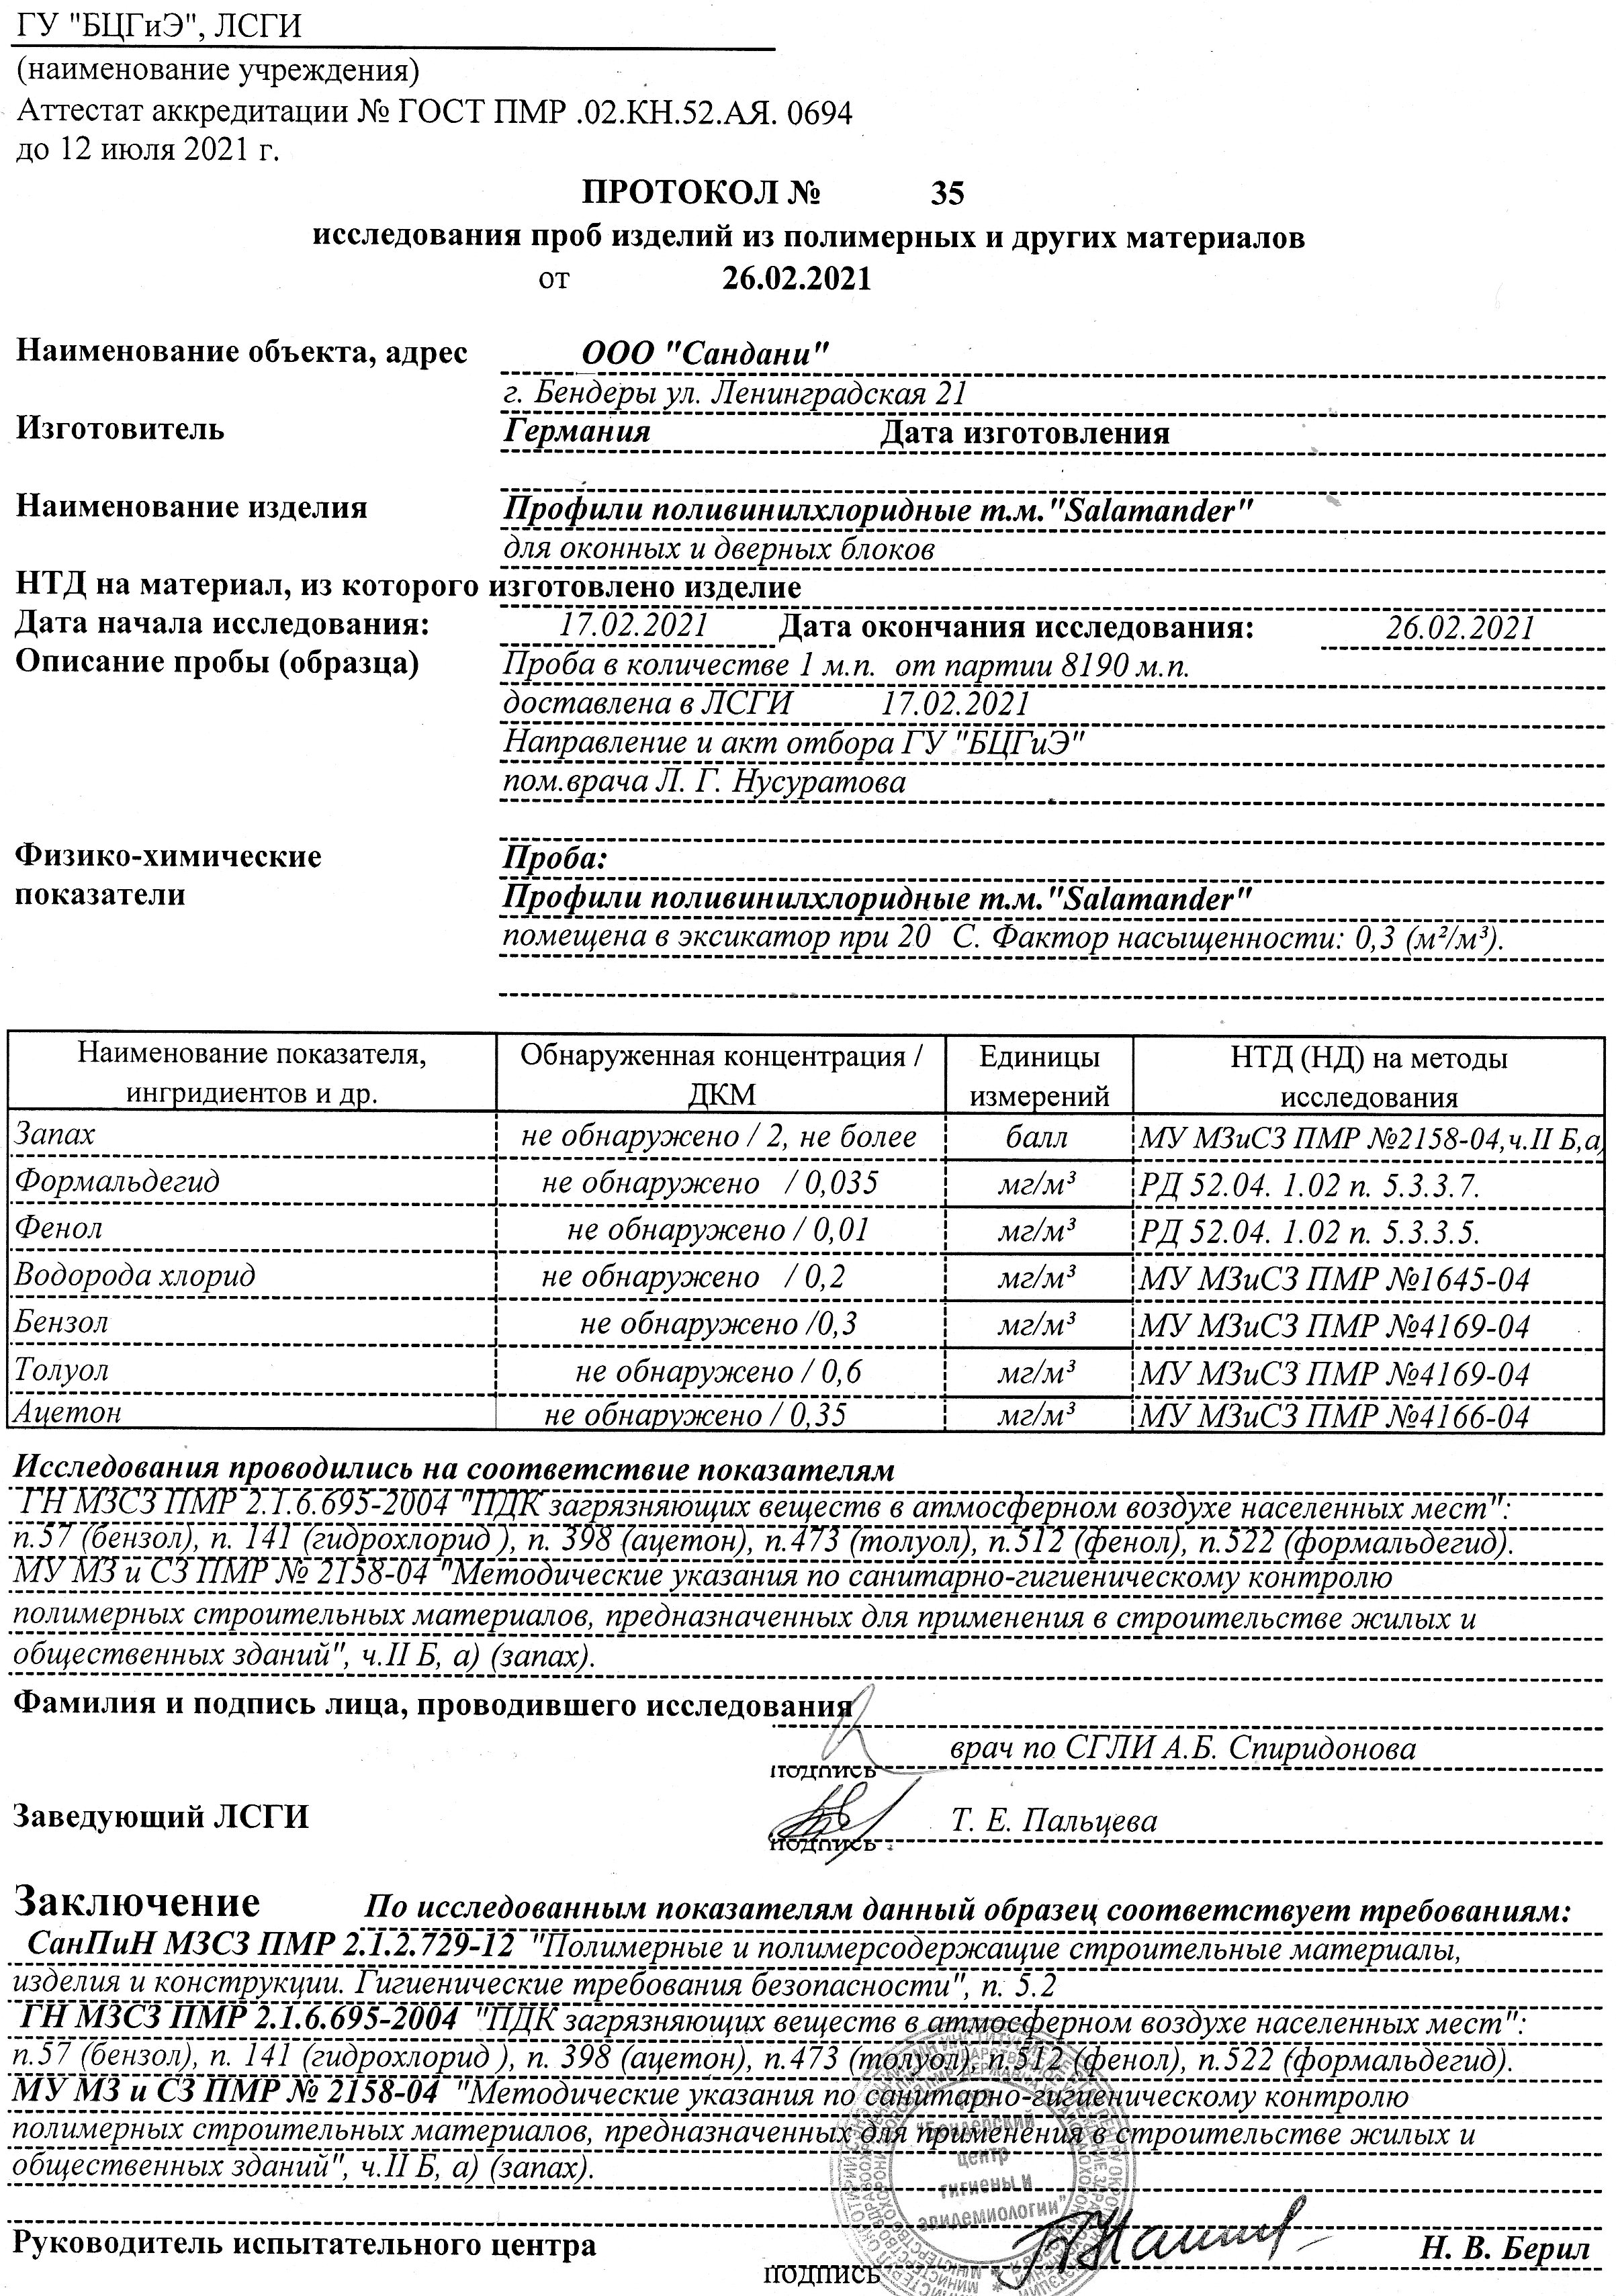 ГУ "БЦГиЭ", ЛСГИ
(наименование учреждения)
Аттестат аккредитации № ГОСТ ПМР .02.КН.52.АЯ. 0694
до 12 июля 2021 г.
ПРОТОКОЛ № 35
исследования проб изделий из полимерных и других материалов
от 26.02.2021
Наименование объекта, адрес ООО "Сандани"
г. Бендеры ул. Ленинградская 21
Изготовитель Германия Дата изготовления
Наименование изделия Профили поливинилхлоридные т.м."Salamander"
для оконных и дверных блоков
НТД на материал, из которого изготовлено изделие
Дата начала исследования: 17.02.2021 Дата окончания исследования: 26.02.2021
Описание пробы (образца) Проба в количестве 1 м.п. от партии 8190 м.п.
доставлена в ЛСГИ 17.02.2021
Направление и акт отбора ГУ "БЦГиЭ"
пом.врача Л. Г. Нусуратова
Физико-химические Проба:
показатели Профили поливинилхлоридные т.м."Salamander"
помещена в эксикатор при 20 С. Фактор насыщенности: 0,3 (м²/м³).
Наименование показателя, Обнаруженная концентрация / Единицы НТД (НД) на методы
ингридиентов и др. ДКМ измерений исследования
Запах не обнаружено / 2, не более балл МУ МЗиСЗ ПМР №2158-04,ч.II Б,а)
Формальдегид не обнаружено / 0,035 мг/м³ РД 52.04. 1.02 п. 5.3.3.7.
Фенол не обнаружено / 0,01 мг/м³ РД 52.04. 1.02 п. 5.3.3.5.
Водорода хлорид не обнаружено / 0,2 мг/м³ МУ МЗиСЗ ПМР №1645-04
Бензол не обнаружено /0,3 мг/м³ МУ МЗиСЗ ПМР №4169-04
Толуол не обнаружено / 0,6 мг/м³ МУ МЗиСЗ ПМР №4169-04
Ацетон не обнаружено / 0,35 мг/м³ МУ МЗиСЗ ПМР №4166-04
Исследования проводились на соответствие показателям
ГН МЗСЗ ПМР 2.1.6.695-2004 "ПДК загрязняющих веществ в атмосферном воздухе населенных мест":
п.57 (бензол), п. 141 (гидрохлорид ), п. 398 (ацетон), п.473 (толуол), п.512 (фенол), п.522 (формальдегид).
МУ МЗ и СЗ ПМР № 2158-04 "Методические указания по санитарно-гигиеническому контролю
полимерных строительных материалов, предназначенных для применения в строительстве жилых и
общественных зданий", ч.II Б, а) (запах).
Фамилия и подпись лица, проводившего исследования
врач по СГЛИ А.Б. Спиридонова
подпись
Заведующий ЛСГИ Т. Е. Пальцева
подпись
Заключение По исследованным показателям данный образец соответствует требованиям:
СанПиН МЗСЗ ПМР 2.1.2.729-12 "Полимерные и полимерсодержащие строительные материалы,
изделия и конструкции. Гигиенические требования безопасности", п. 5.2
ГН МЗСЗ ПМР 2.1.6.695-2004 "ПДК загрязняющих веществ в атмосферном воздухе населенных мест":
п.57 (бензол), п. 141 (гидрохлорид ), п. 398 (ацетон), п.473 (толуол), п.512 (фенол), п.522 (формальдегид).
МУ МЗ и СЗ ПМР № 2158-04 "Методические указания по санитарно-гигиеническому контролю
полимерных строительных материалов, предназначенных для применения в строительстве жилых и
общественных зданий", ч.II Б, а) (запах).
"Бендерский
центр
гигиены и
эпидемиологии"
Руководитель испытательного центра Н. В. Берил
подпись